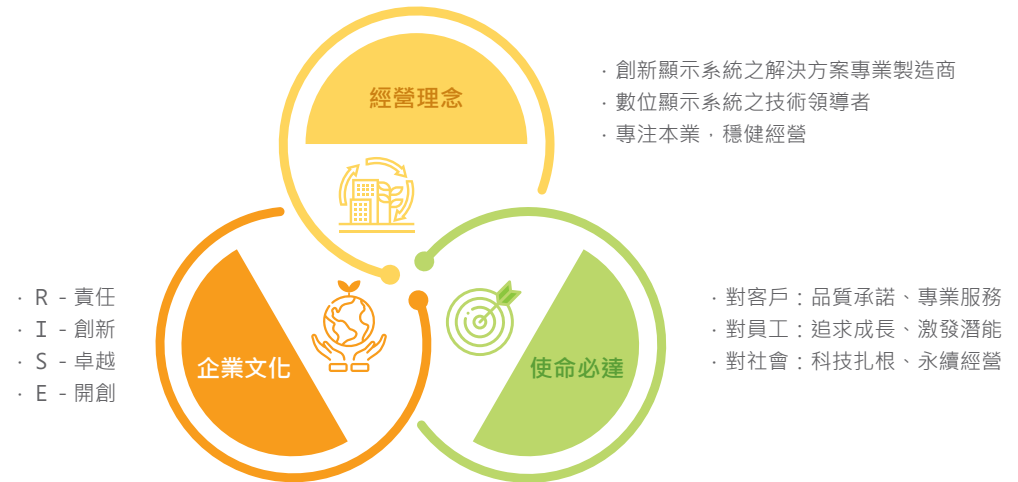 經營理念
· 創新顯示系統之解決方案專業製造商
· 數位顯示系統之技術領導者
· 專注本業，穩健經營
企業文化
· R - 責任
· I - 創新
· S - 卓越
· E - 開創
使命必達
· 對客戶：品質承諾、專業服務
· 對員工：追求成長、激發潛能
· 對社會：科技扎根、永續經營